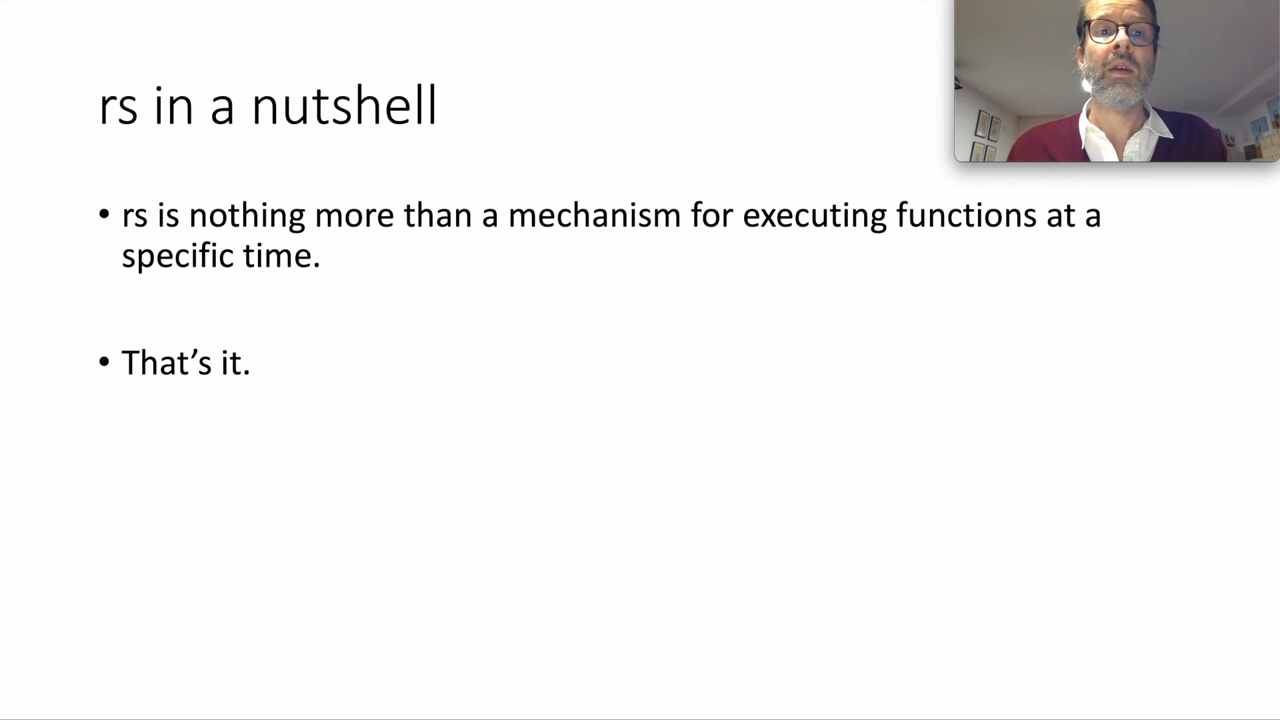 rs in a nutshell
• rs is nothing more than a mechanism for executing functions at a
specific time.
• That’s it.